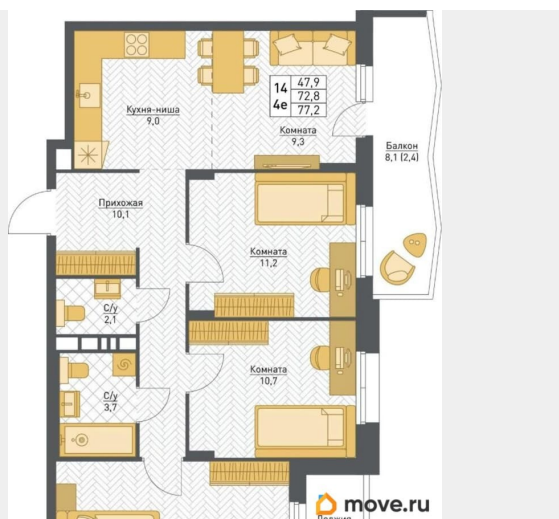 14
4е
47,9
72,8
77,2
Кухня-ниша
9,0
Комната
9,3
Балкон
8,1 (2,4)
Прихожая
10,1
Комната
11,2
С/у
2,1
Комната
10,7
С/у
3,7
move.ru
Лоджия